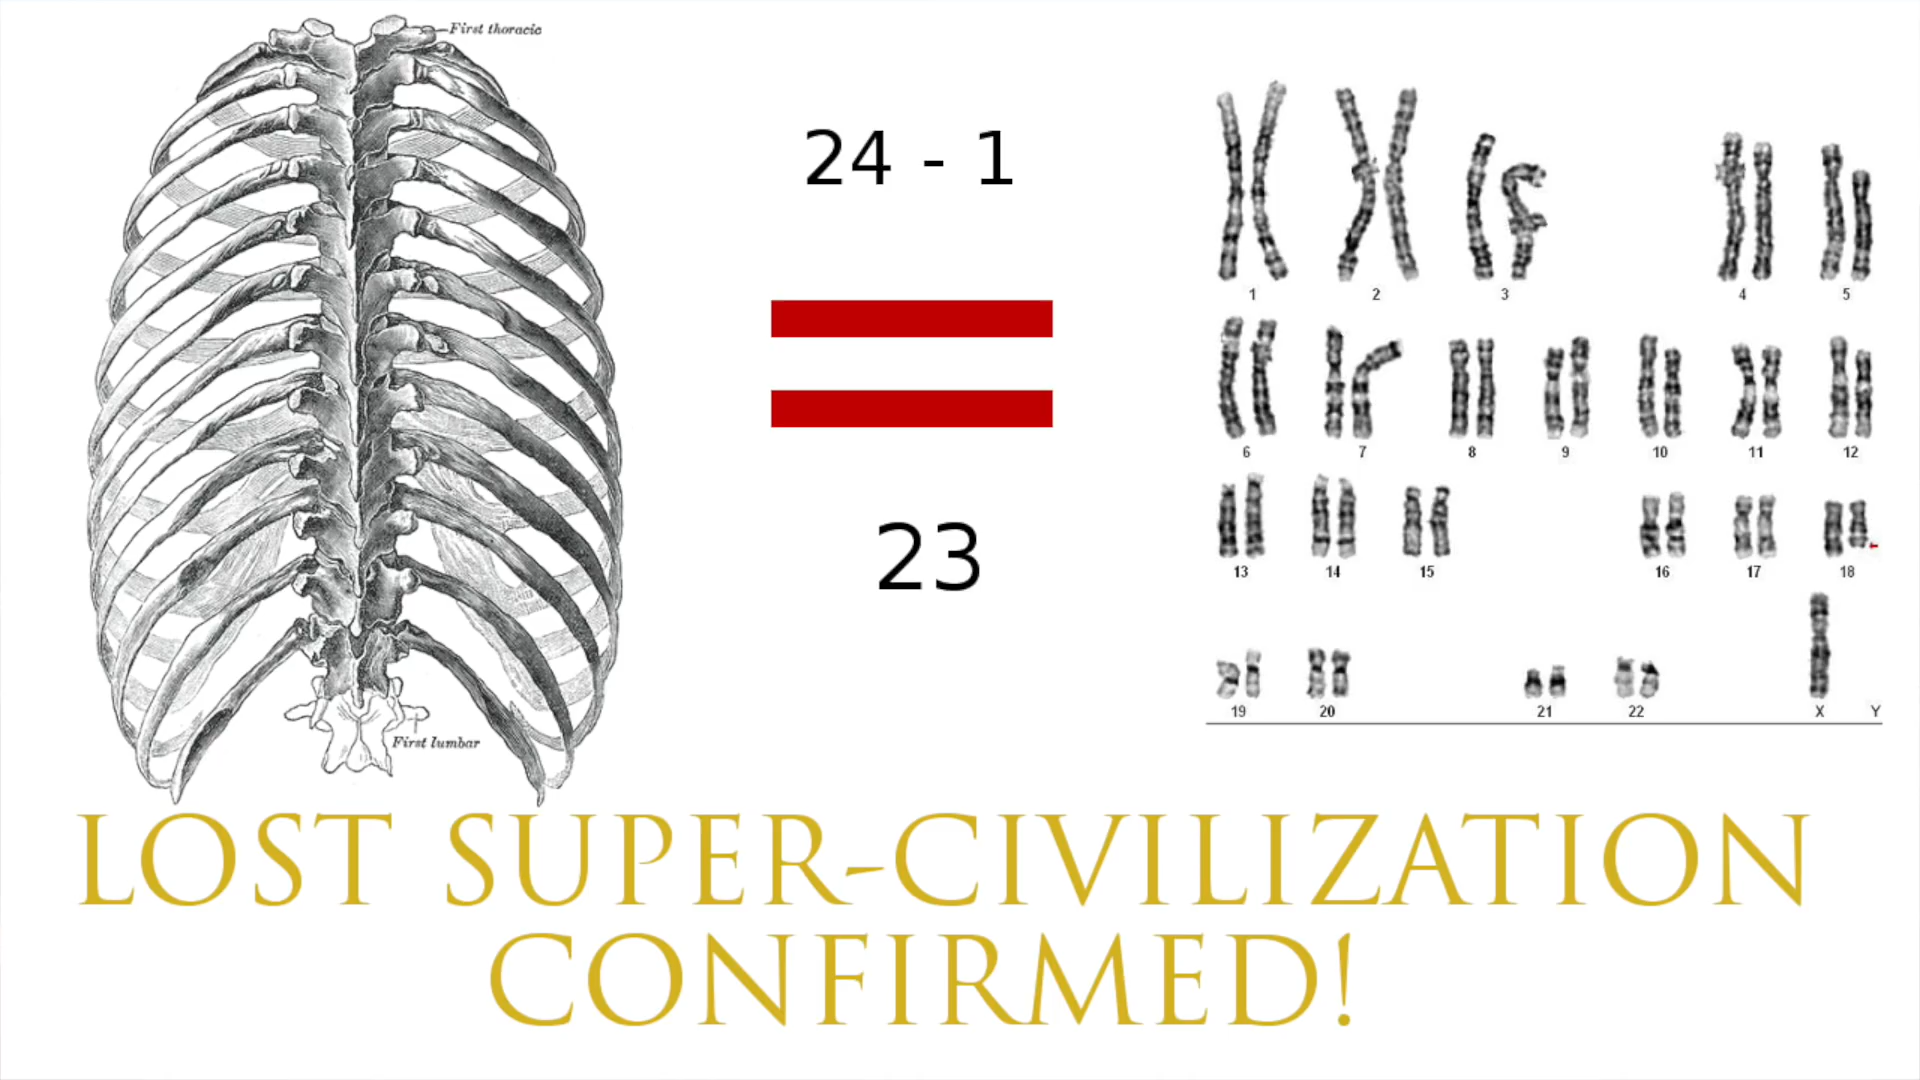 First thoracic
24 - 1
23
1 2 3 4 5
6 7 8 9 10 11 12
13 14 15 16 17 18
19 20 21 22 X Y
First lumbar
LOST SUPER-CIVILIZATION
CONFIRMED!